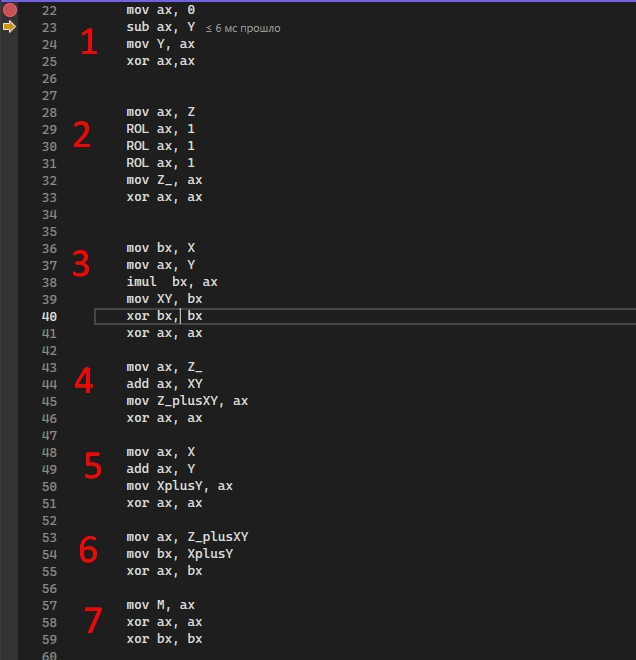 22 mov ax, 0
23 sub ax, Y ≤ 6 мс прошло
1
24 mov Y, ax
25 xor ax,ax
26
27
28 mov ax, Z
2
29 ROL ax, 1
30 ROL ax, 1
31 ROL ax, 1
32 mov Z_, ax
33 xor ax, ax
34
35
36 mov bx, X
3
37 mov ax, Y
38 imul  bx, ax
39 mov XY, bx
40 xor bx, bx
41 xor ax, ax
42
43 mov ax, Z_
4
44 add ax, XY
45 mov Z_plusXY, ax
46 xor ax, ax
47
48 mov ax, X
5
49 add ax, Y
50 mov XplusY, ax
51 xor ax, ax
52
53 mov ax, Z_plusXY
6
54 mov bx, XplusY
55 xor ax, bx
56
57 mov M, ax
7
58 xor ax, ax
59 xor bx, bx
60